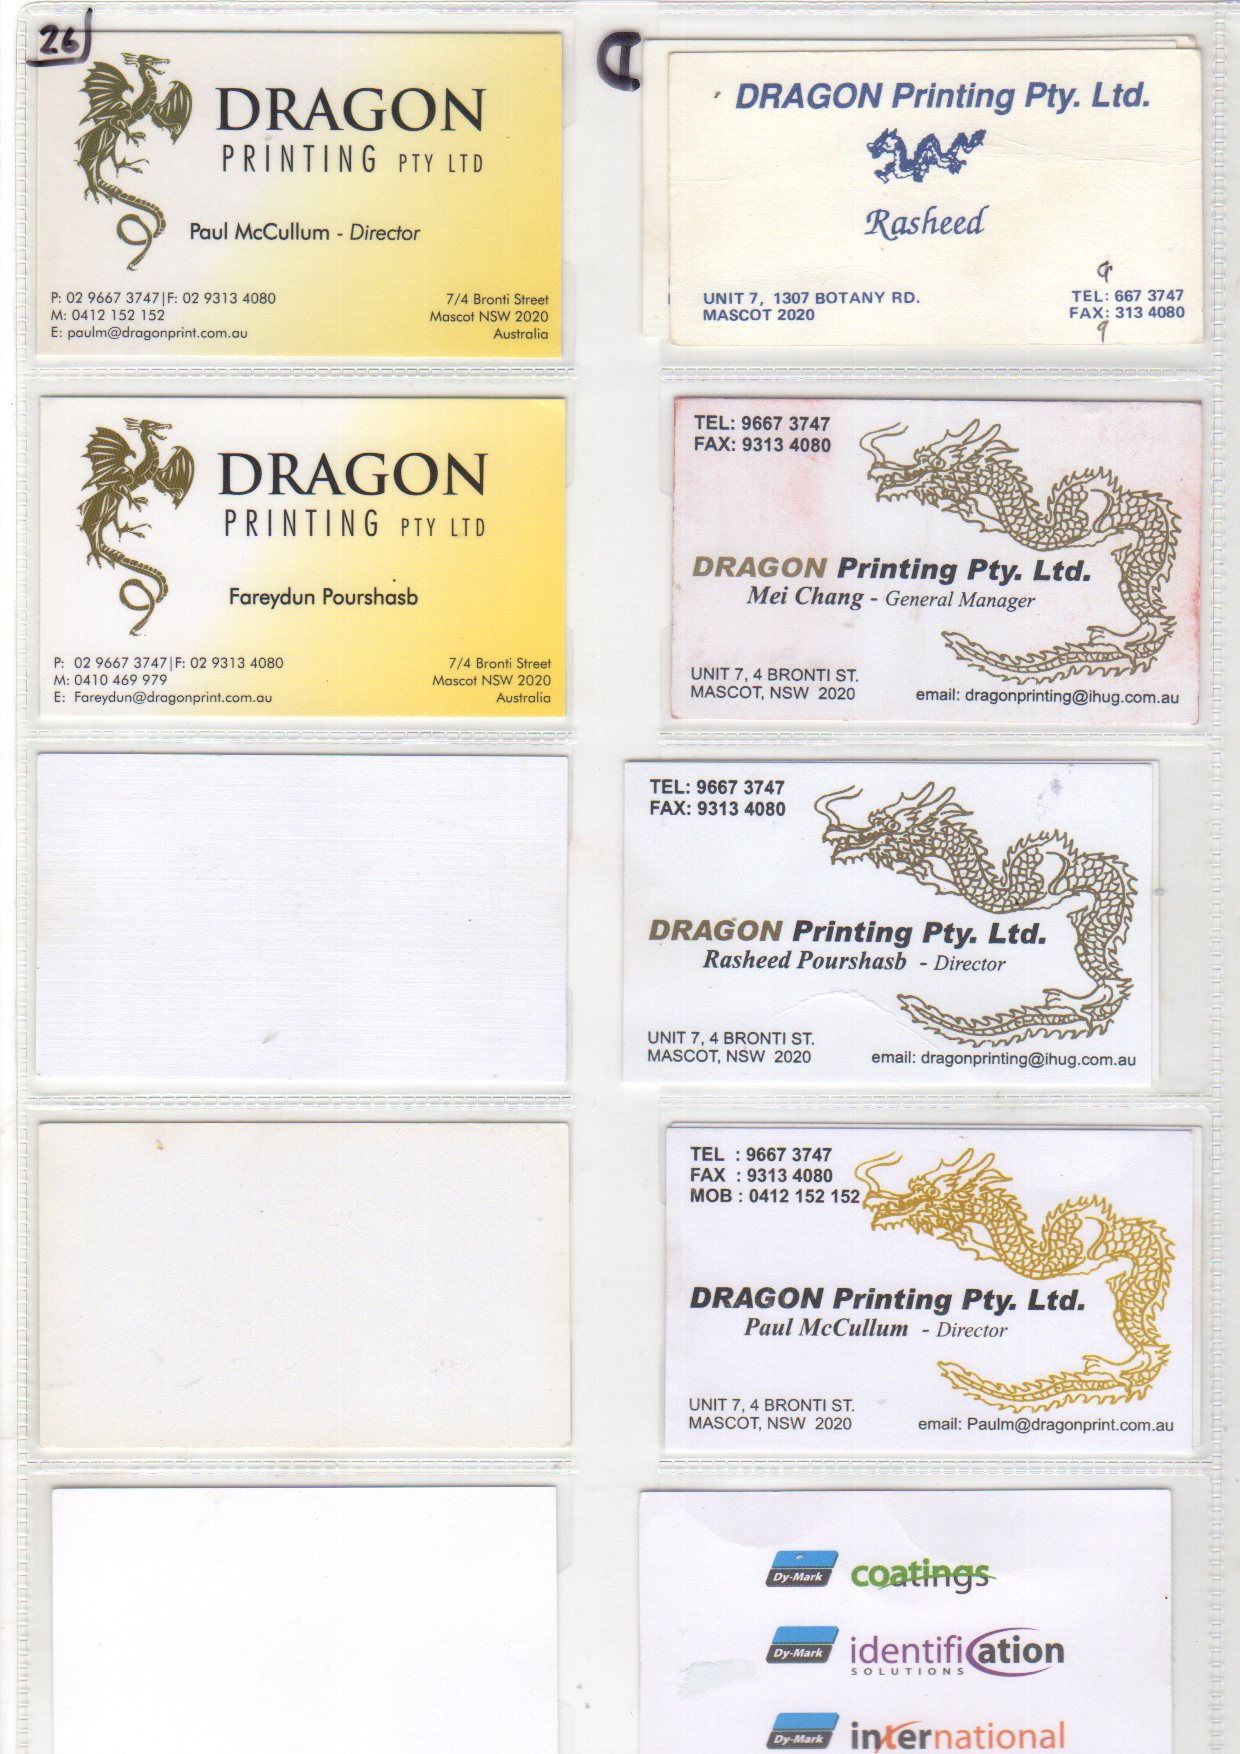 26
DRAGON
PRINTING PTY LTD
Paul McCullum - Director
P: 02 9667 3747|F: 02 9313 4080
M: 0412 152 152
E: paulm@dragonprint.com.au
7/4 Bronti Street
Mascot NSW 2020
Australia
D
DRAGON Printing Pty. Ltd.
Rasheed
UNIT 7, 1307 BOTANY RD.
MASCOT 2020
9
TEL: 667 3747
FAX: 313 4080
9
DRAGON
PRINTING PTY LTD
Fareydun Pourshasb
P: 02 9667 3747|F: 02 9313 4080
M: 0410 469 979
E: Fareydun@dragonprint.com.au
7/4 Bronti Street
Mascot NSW 2020
Australia
TEL: 9667 3747
FAX: 9313 4080
DRAGON Printing Pty. Ltd.
Mei Chang - General Manager
UNIT 7, 4 BRONTI ST.
MASCOT, NSW 2020
email: dragonprinting@ihug.com.au
TEL: 9667 3747
FAX: 9313 4080
DRAGON Printing Pty. Ltd.
Rasheed Pourshasb - Director
UNIT 7, 4 BRONTI ST.
MASCOT, NSW 2020
email: dragonprinting@ihug.com.au
TEL : 9667 3747
FAX : 9313 4080
MOB : 0412 152 152
DRAGON Printing Pty. Ltd.
Paul McCullum - Director
UNIT 7, 4 BRONTI ST.
MASCOT, NSW 2020
email: Paulm@dragonprint.com.au
Dy-Mark coatings
Dy-Mark identification
SOLUTIONS
Dy-Mark international